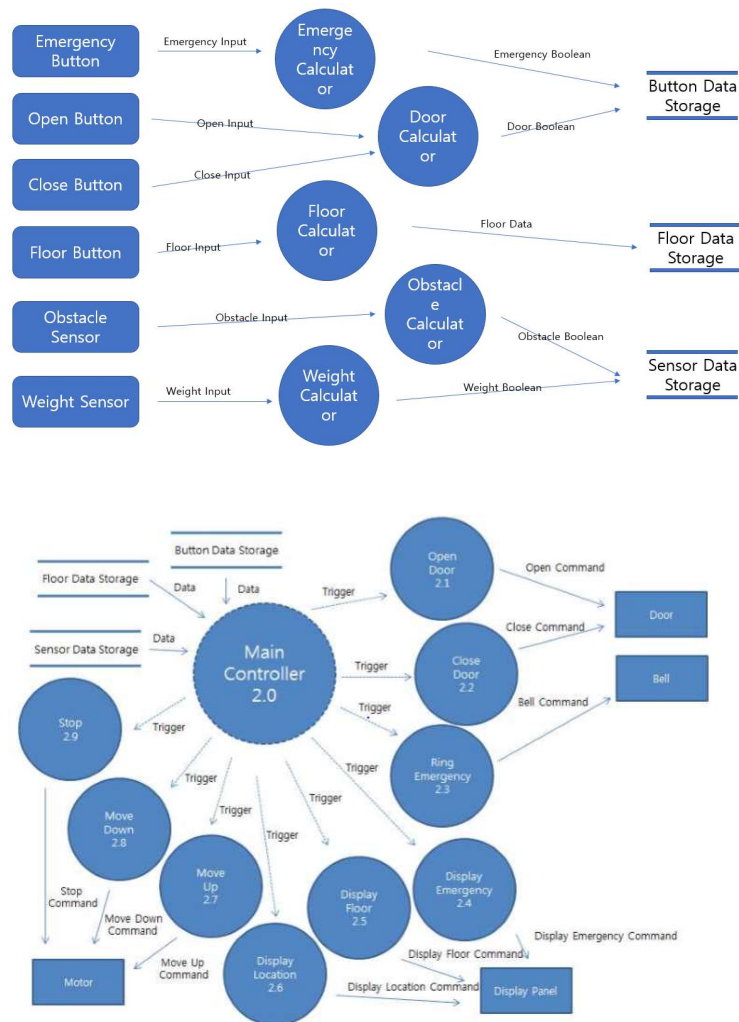 Emergency
Button
Emergency Input
Emerge
ncy
Calculat
or
Emergency Boolean
Button Data
Storage
Open Button
Open Input
Door
Calculat
or
Door Boolean
Close Button
Close Input
Floor Button
Floor Input
Floor
Calculat
or
Floor Data
Floor Data
Storage
Obstacle
Sensor
Obstacle Input
Obstacl
e
Calculat
or
Obstacle Boolean
Sensor Data
Storage
Weight Sensor
Weight Input
Weight
Calculat
or
Weight Boolean
Button Data Storage
Floor Data Storage
Data
Data
Sensor Data Storage
Data
Main
Controller
2.0
Trigger
Open
Door
2.1
Open Command
Door
Trigger
Close
Door
2.2
Close Command
Bell
Trigger
Ring
Emergency
2.3
Bell Command
Stop
2.9
Trigger
Trigger
Trigger
Trigger
Trigger
Trigger
Move
Down
2.8
Move
Up
2.7
Display
Location
2.6
Display
Floor
2.5
Display
Emergency
2.4
Stop
Command
Move Down
Command
Move Up
Command
Motor
Display Location Command
Display Floor Command
Display Emergency Command
Display Panel